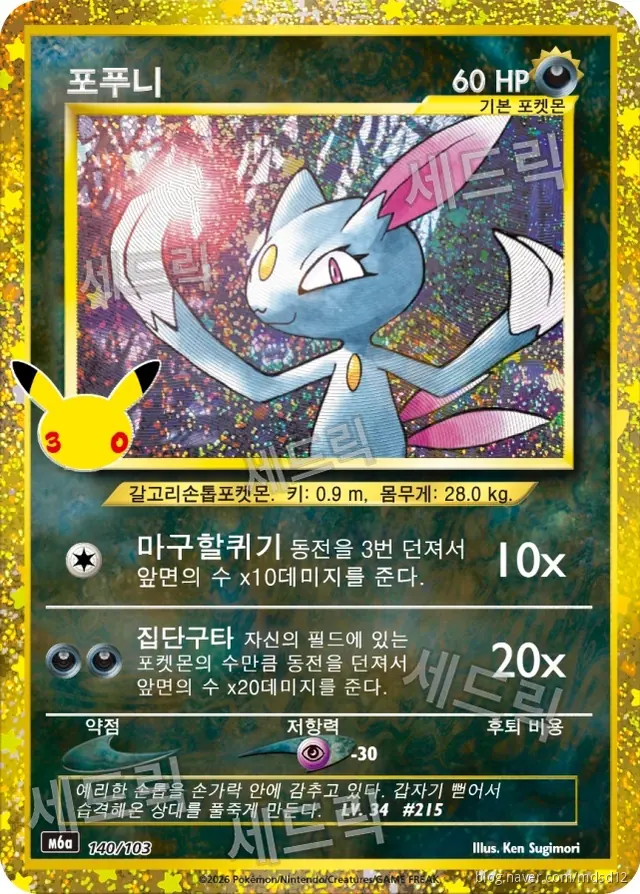 포푸니
60 HP
기본 포켓몬
세드릭
세드릭
3 0
세드릭
갈고리손톱포켓몬. 키: 0.9 m, 몸무게: 28.0 kg.
마구할퀴기 동전을 3번 던져서
앞면의 수 x10데미지를 준다.
10x
집단구타 자신의 필드에 있는
포켓몬의 수만큼 동전을 던져서
앞면의 수 x20데미지를 준다.
20x
세드릭
약점 저항력 후퇴 비용
-30
예리한 손톱을 손가락 안에 감추고 있다. 갑자기 뻗어서
습격해온 상대를 풀죽게 만든다. LV. 34 #215
세드릭
세드릭
m6a 140/103
Illus. Ken Sugimori
©2026 Pokémon/Nintendo/Creatures/GAME FREAK
blog.naver.com/mdsd12